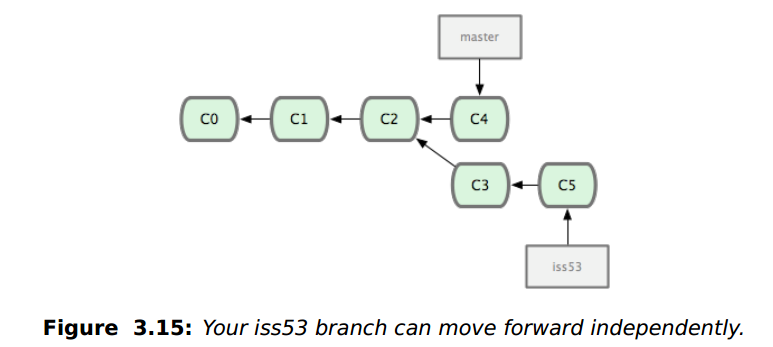 master
C0
C1
C2
C4
C3
C5
iss53
Figure 3.15: Your iss53 branch can move forward independently.